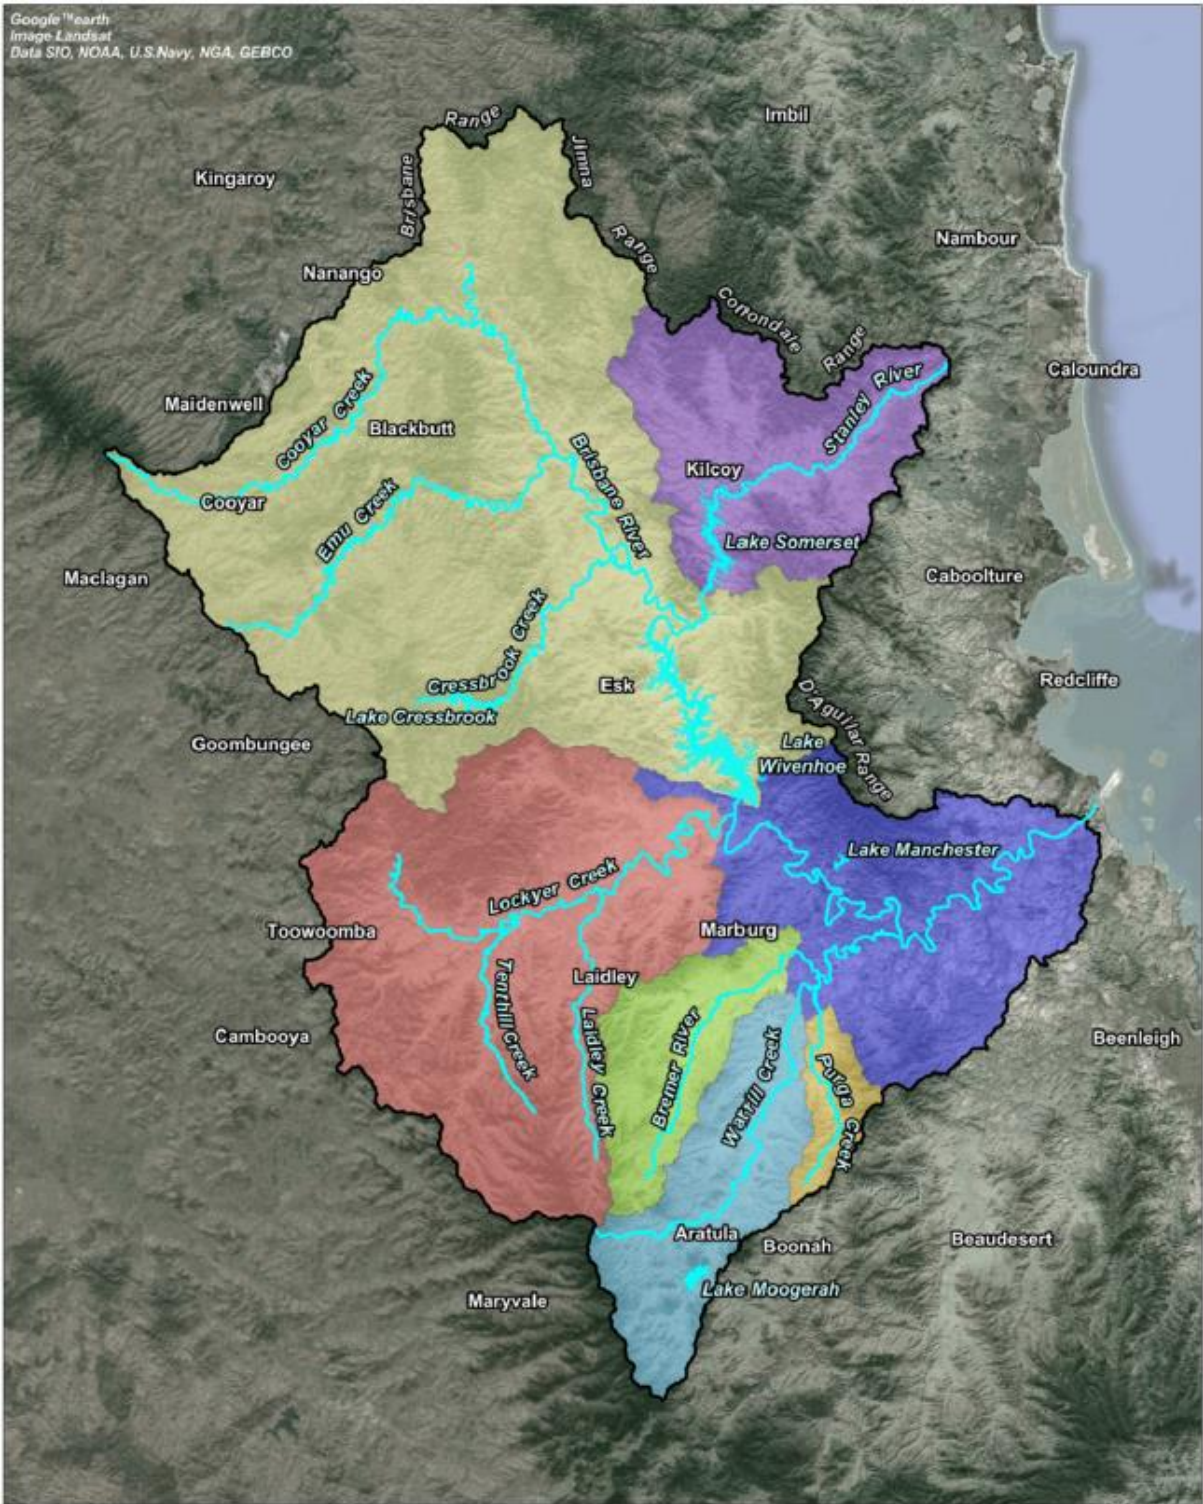 Google™earth
Image Landsat
Data SIO, NOAA, U.S.Navy, NGA, GEBCO
Range
Imbil
Jimna
Kingaroy
Brisbane
Range
Nambour
Nanango
Conondale
Range
Caloundra
Stanley River
Maidenwell
Cooyar Creek
Blackbutt
Kilcoy
Brisbane River
Cooyar
Emu Creek
Lake Somerset
Maclagan
Caboolture
Cressbrook Creek
Esk
Redcliffe
D'Aguilar Range
Lake Cressbrook
Goombungee
Lake
Wivenhoe
Lake Manchester
Lockyer Creek
Toowoomba
Marburg
Laidley
Tenthill Creek
Cambooya
Laidley Creek
Bremer River
Warrill Creek
Purga Creek
Beenleigh
Aratula
Boonah
Beaudesert
Lake Moogerah
Maryvale